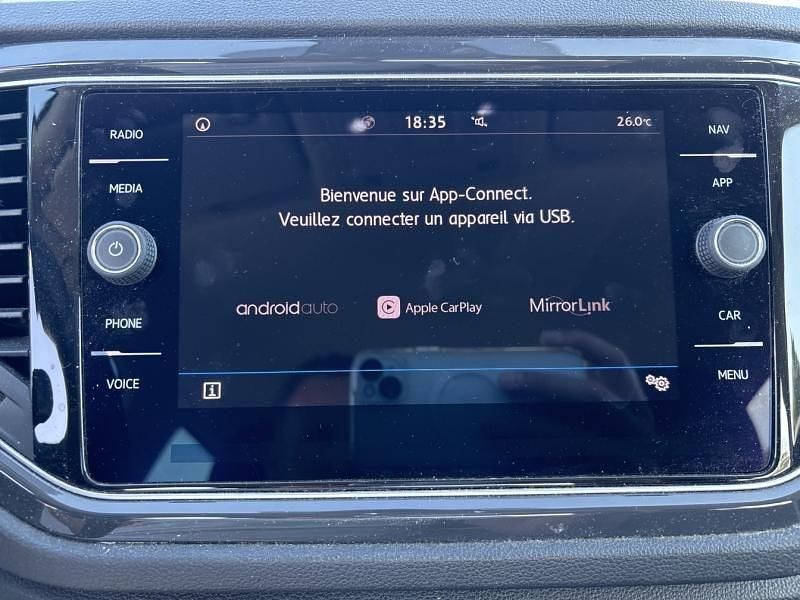 RADIO
MEDIA
PHONE
VOICE
18:35
26.0°C
Bienvenue sur App-Connect.
Veuillez connecter un appareil via USB.
androidauto
Apple CarPlay
MirrorLink
i
NAV
APP
CAR
MENU